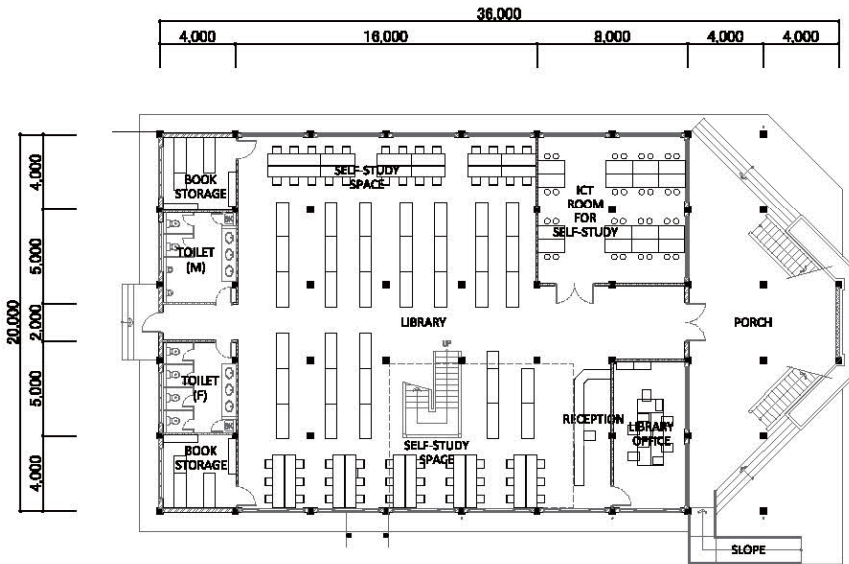 36,000
4,000
16,000
8,000
4,000
4,000
20,000
4,000
5,000
2,000
5,000
4,000
BOOK
STORAGE
SELF-STUDY
SPACE
ICT
ROOM
FOR
SELF-STUDY
TOILET
(M)
LIBRARY
PORCH
UP
TOILET
(F)
RECEPTION
LIBRARY
OFFICE
SELF-STUDY
SPACE
BOOK
STORAGE
SLOPE